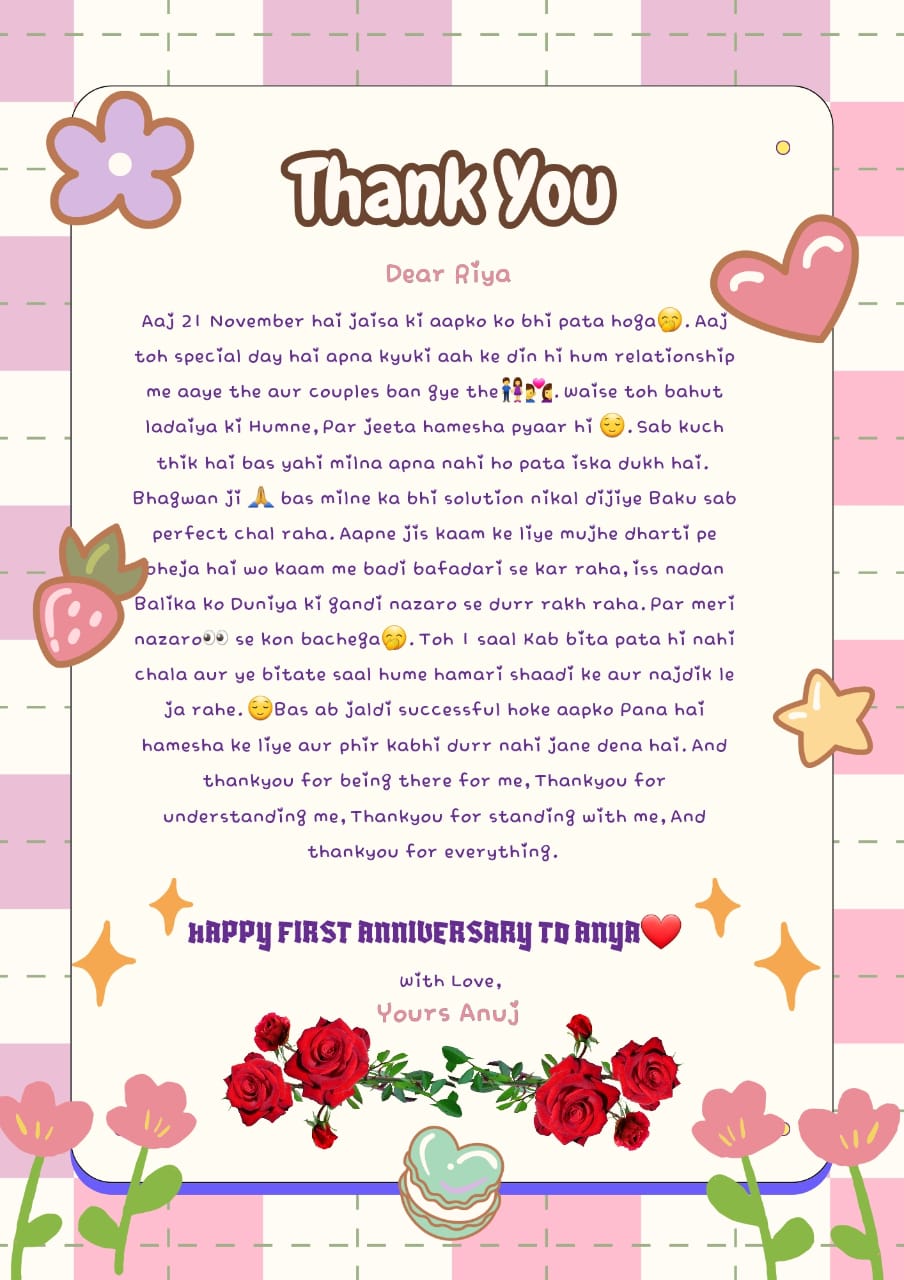 Thank You
Dear Riya
Aaj 21 November hai jaisa ki aapko ko bhi pata hoga🤭. Aaj
toh special day hai apna kyuki aah ke din hi hum relationship
me aaye the aur couples ban gye the👫💑. Waise toh bahut
ladaiya ki Humne, Par jeeta hamesha pyaar hi 😌. Sab kuch
thik hai bas yahi milna apna nahi ho pata iska dukh hai.
Bhagwan ji 🙏 bas milne ka bhi solution nikal dijiye Baku sab
perfect chal raha. Aapne jis kaam ke liye mujhe dharti pe
bheja hai wo kaam me badi bafadari se kar raha, iss nadan
Balika ko Duniya ki gandi nazaro se durr rakh raha. Par meri
nazaro👀 se kon bachega🤭. Toh 1 saal Kab bita pata hi nahi
chala aur ye bitate saal hume hamari shaadi ke aur najdik le
ja rahe. 😌Bas ab jaldi successful hoke aapko Pana hai
hamesha ke liye aur phir kabhi durr nahi jane dena hai. And
thankyou for being there for me, Thankyou for
understanding me, Thankyou for standing with me, And
thankyou for everything.
HAPPY FIRST ANNIVERSARY TO ANYA❤️
With Love,
Yours Anuj